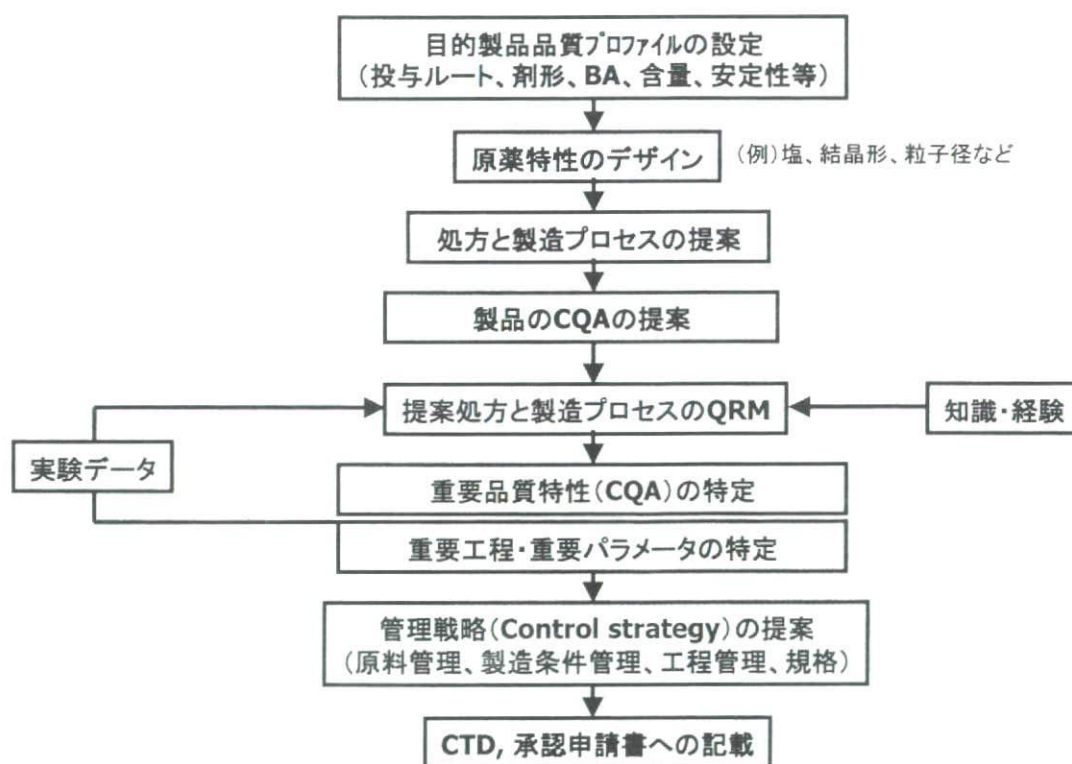 目的製品品質プロファイルの設定
（投与ルート、剤形、BA、含量、安定性等）
原薬特性のデザイン
（例）塩、結晶形、粒子径など
処方と製造プロセスの提案
製品のCQAの提案
提案処方と製造プロセスのQRM
知識・経験
実験データ
重要品質特性（CQA）の特定
重要工程・重要パラメータの特定
管理戦略（Control strategy）の提案
（原料管理、製造条件管理、工程管理、規格）
CTD, 承認申請書への記載